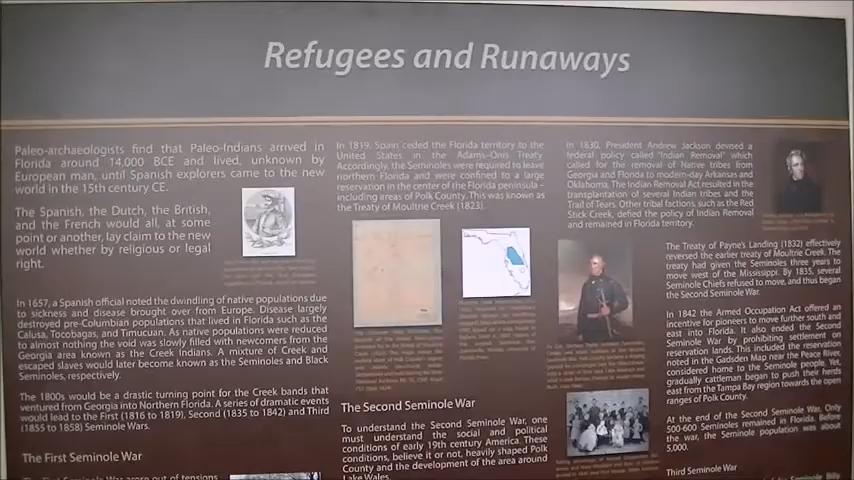 Refugees and Runaways
Paleo-archaeologists find that Paleo-Indians arrived in
Florida around 14,000 BCE and lived, unknown by
European man, until Spanish explorers came to the new
world in the 15th century CE.
The Spanish, the Dutch, the British,
and the French would all, at some
point or another, lay claim to the new
world whether by religious or legal
right.
In 1657, a Spanish official noted the dwindling of native populations due
to sickness and disease brought over from Europe. Disease largely
destroyed pre-Columbian populations that lived in Florida such as the
Calusa, Tocobagas, and Timucuan. As native populations were reduced
to almost nothing the void was slowly filled with newcomers from the
Georgia area known as the Creek Indians. A mixture of Creek and
escaped slaves would later become known as the Seminoles and Black
Seminoles, respectively.
The 1800s would be a drastic turning point for the Creek bands that
ventured from Georgia into Northern Florida. A series of dramatic events
would lead to the First (1816 to 1819), Second (1835 to 1842) and Third
(1855 to 1858) Seminole Wars.
The First Seminole War
The First Seminole War arose out of tensions
In 1819, Spain ceded the Florida territory to the
United States in the Adams-Onis Treaty.
Accordingly, the Seminoles were required to leave
northern Florida and were confined to a large
reservation in the center of the Florida peninsula –
including areas of Polk County. This was known as
the Treaty of Moultrie Creek (1823).
The Second Seminole War
To understand the Second Seminole War, one
must understand the social and political
conditions of early 19th century America. These
conditions, believe it or not, heavily shaped Polk
County and the development of the area around
Lake Wales.
In 1830, President Andrew Jackson devised a
federal policy called "Indian Removal" which
called for the removal of Native tribes from
Georgia and Florida to modern-day Arkansas and
Oklahoma. The Indian Removal Act resulted in the
transplantation of several Indian tribes and the
Trail of Tears. Other tribal factions, such as the Red
Stick Creek, defied the policy of Indian Removal
and remained in Florida territory.
The Treaty of Payne's Landing (1832) effectively
reversed the earlier treaty of Moultrie Creek. The
treaty had given the Seminoles three years to
move west of the Mississippi. By 1835, several
Seminole Chiefs refused to move, and thus began
the Second Seminole War.
In 1842 the Armed Occupation Act offered an
incentive for pioneers to move further south and
east into Florida. It also ended the Second
Seminole War by prohibiting settlement on
reservation lands. This included the reservation
noted in the Gadsden Map near the Peace River,
considered home to the Seminole people. Yet,
gradually cattlemen began to push their herds
east from the Tampa Bay region towards the open
ranges of Polk County.
At the end of the Second Seminole War, Only
500-600 Seminoles remained in Florida. Before
the war, the Seminole population was about
5,000.
Third Seminole War